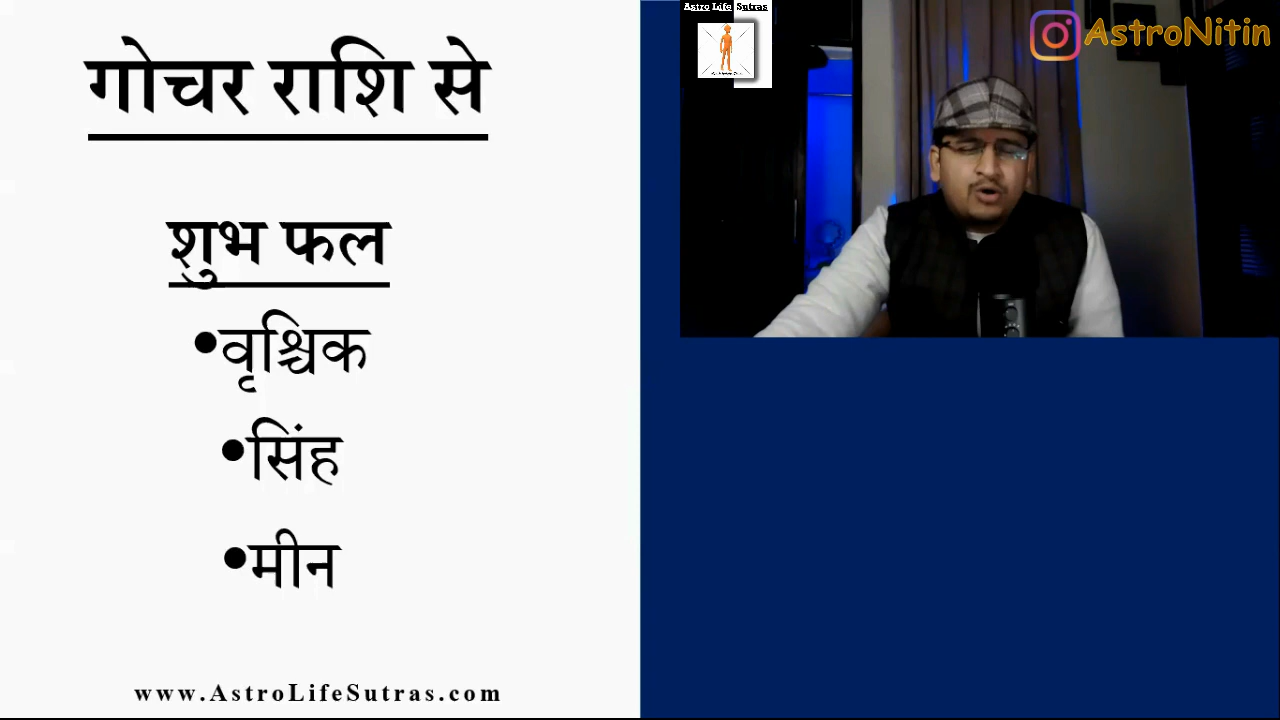 गोचर राशि से
शुभ फल
•वृश्चिक
•सिंह
•मीन
www.AstroLifeSutras.com
Astro Life Sutras
AstroNitin